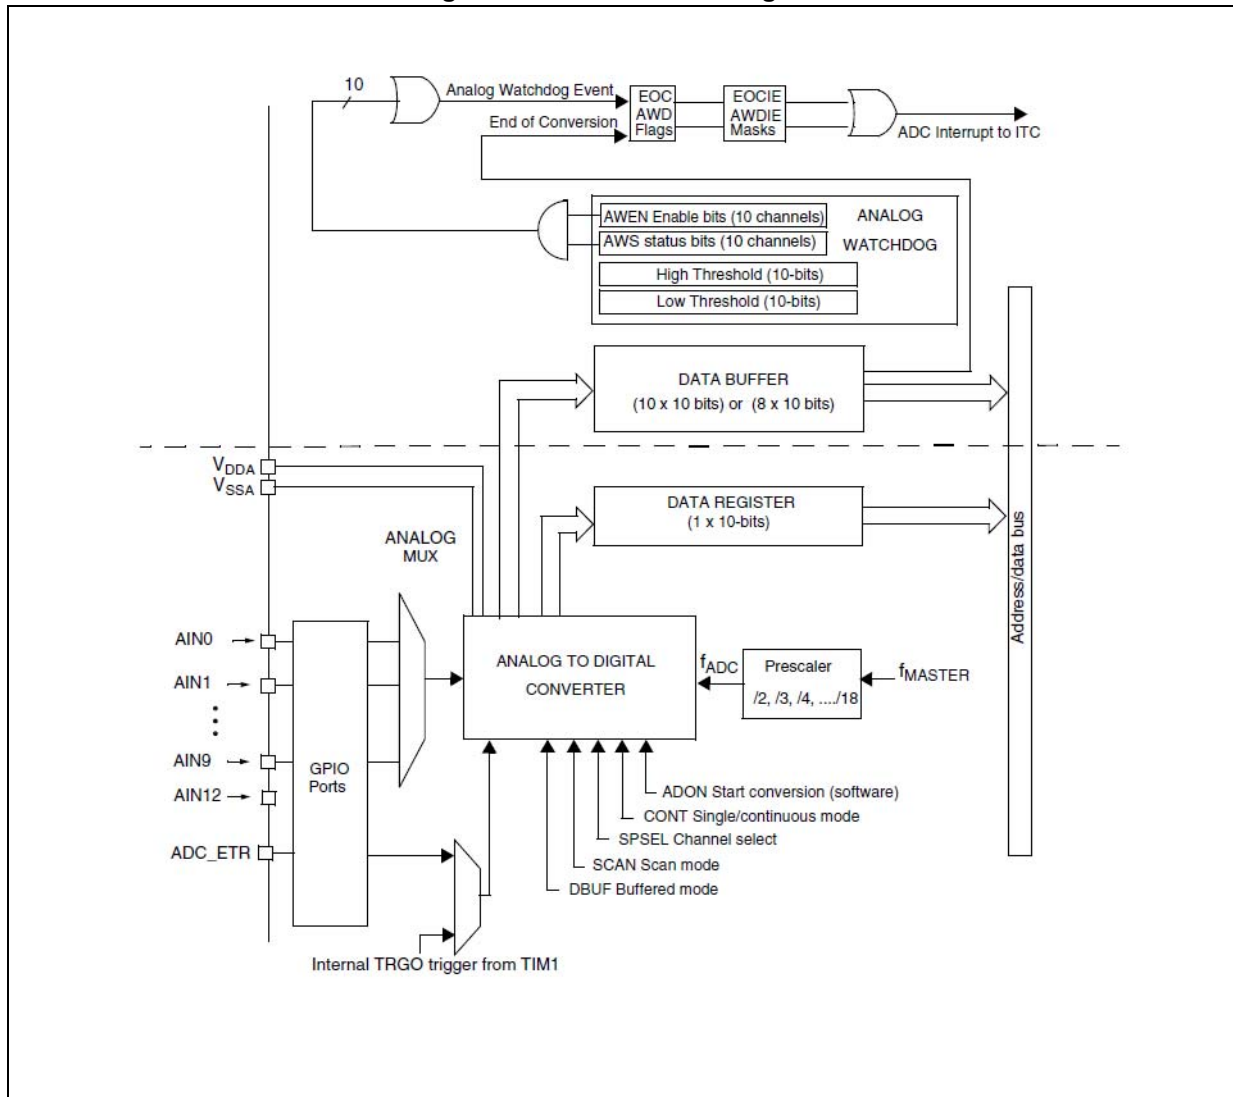 10
Analog Watchdog Event
End of Conversion
EOC
AWD
Flags
EOCIE
AWDIE
Masks
ADC Interrupt to ITC
AWEN Enable bits (10 channels)
AWS status bits (10 channels)
ANALOG
WATCHDOG
High Threshold (10-bits)
Low Threshold (10-bits)
DATA BUFFER
(10 x 10 bits) or (8 x 10 bits)
VDDA
VSSA
DATA REGISTER
(1 x 10-bits)
ANALOG
MUX
Address/data bus
AIN0
AIN1
AIN9
AIN12
ADC_ETR
GPIO
Ports
ANALOG TO DIGITAL
CONVERTER
fADC
Prescaler
/2, /3, /4, ..../18
fMASTER
ADON Start conversion (software)
CONT Single/continuous mode
SPSEL Channel select
SCAN Scan mode
DBUF Buffered mode
Internal TRGO trigger from TIM1